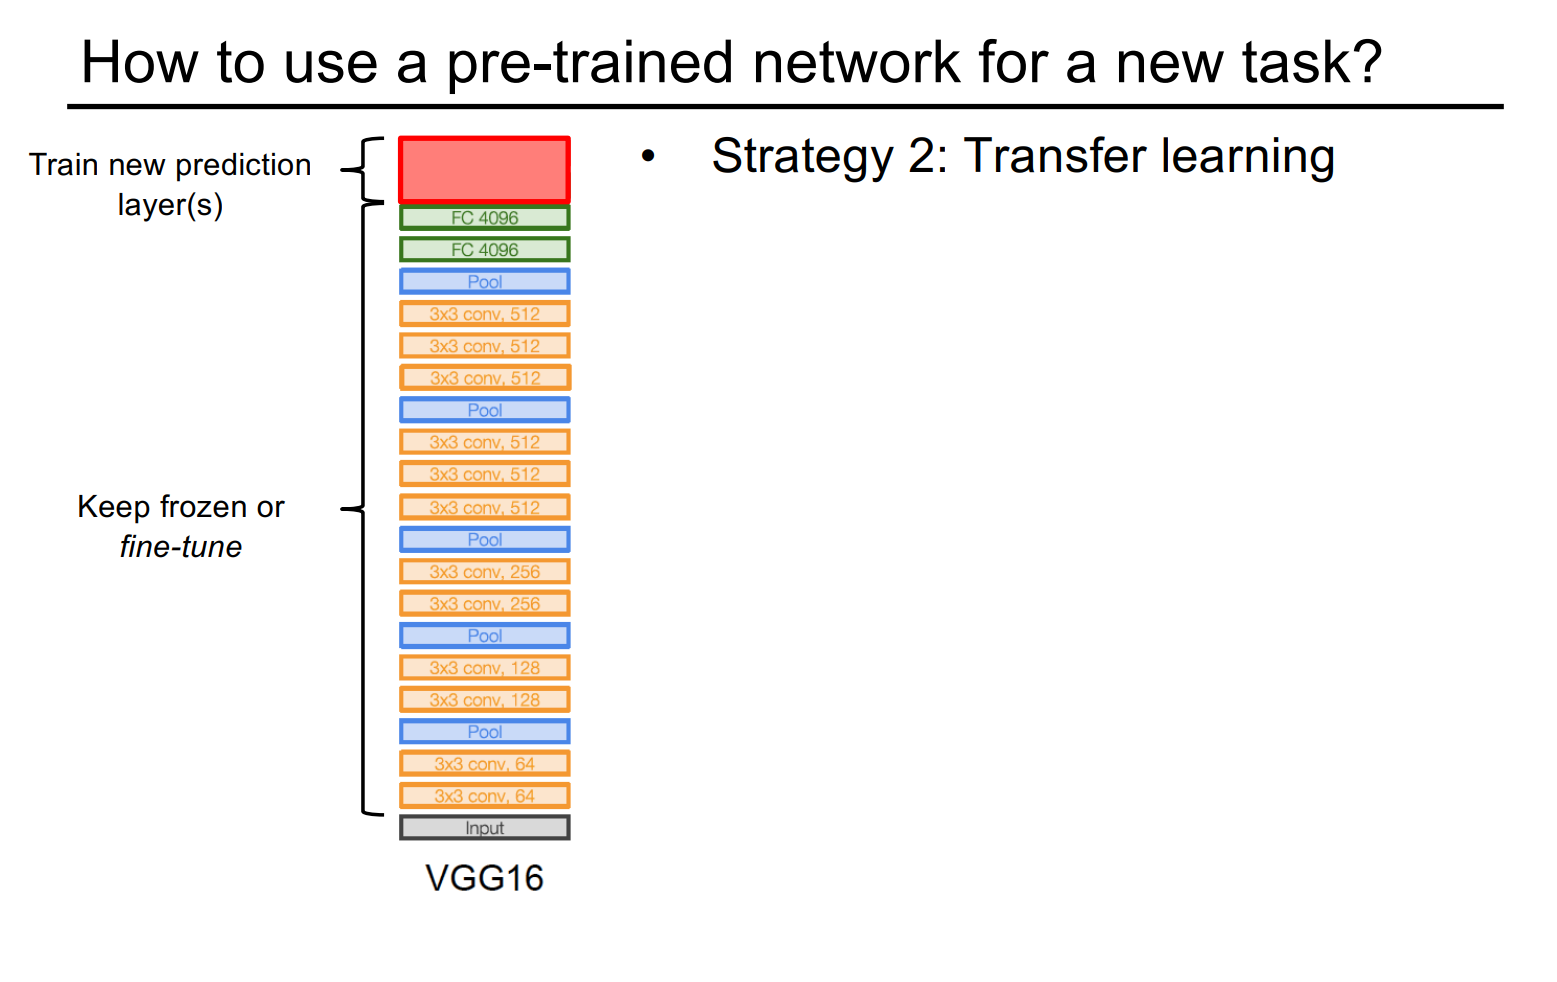 How to use a pre-trained network for a new task?
Train new prediction
layer(s)
• Strategy 2: Transfer learning
FC 4096
FC 4096
Pool
3x3 conv, 512
3x3 conv, 512
3x3 conv, 512
Pool
3x3 conv, 512
3x3 conv, 512
3x3 conv, 512
Pool
3x3 conv, 256
3x3 conv, 256
Pool
3x3 conv, 128
3x3 conv, 128
Pool
3x3 conv, 64
3x3 conv, 64
Input
Keep frozen or
fine-tune
VGG16